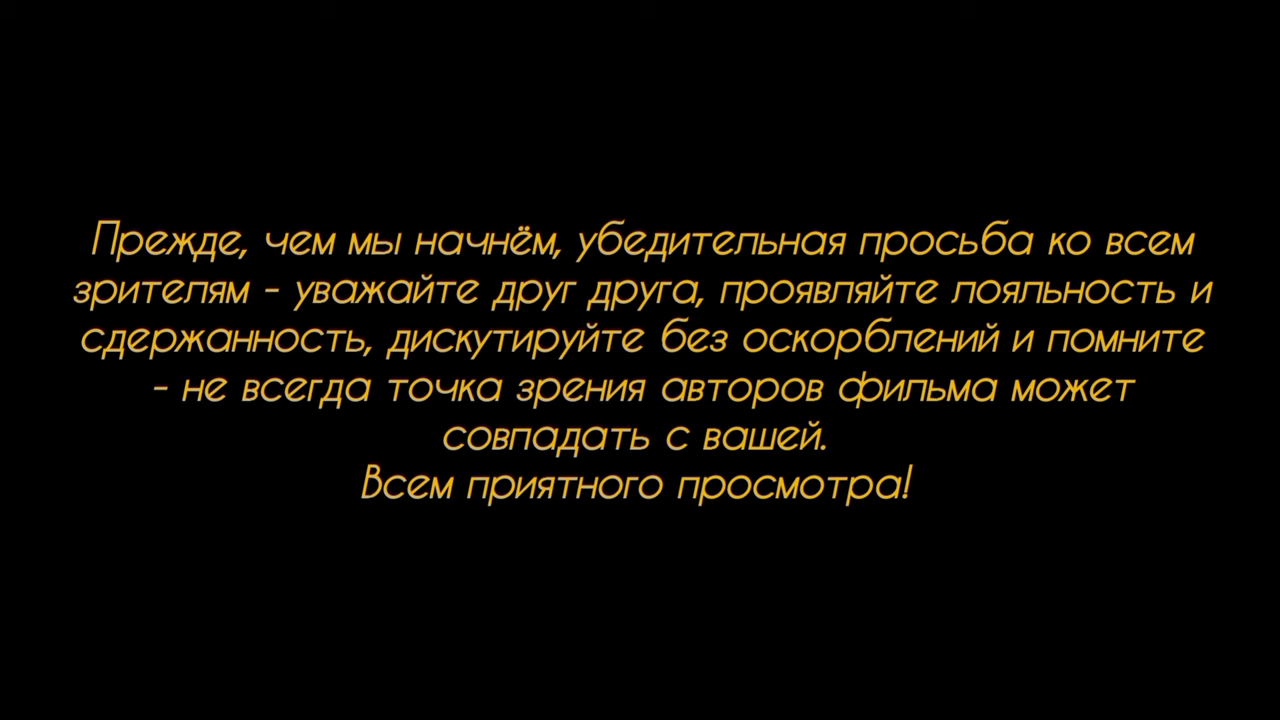 Прежде, чем мы начнём, убедительная просьба ко всем
зрителям - уважайте друг друга, проявляйте лояльность и
сдержанность, дискутируйте без оскорблений и помните
- не всегда точка зрения авторов фильма может
совпадать с вашей.
Всем приятного просмотра!